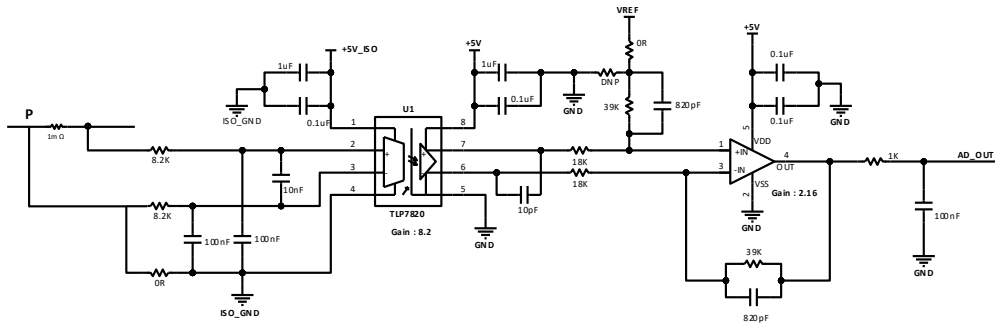 VREF
+5V
+5V_ISO
+5V
0R
1uF
1uF
0.1uF
DNP
GND
39K
820pF
0.1uF
0.1uF
GND
ISO_GND
0.1uF
0.1uF
P
1mΩ
U1
1
8
2
7
3
6
4
5
+
-
+
-
TLP7820
Gain : 8.2
8.2K
10nF
8.2K
100nF
100nF
0R
ISO_GND
GND
18K
18K
10pF
1
3
5
VDD
+IN
-IN
4
OUT
VSS
2
Gain : 2.16
GND
1K
AD_OUT
100nF
GND
39K
820pF